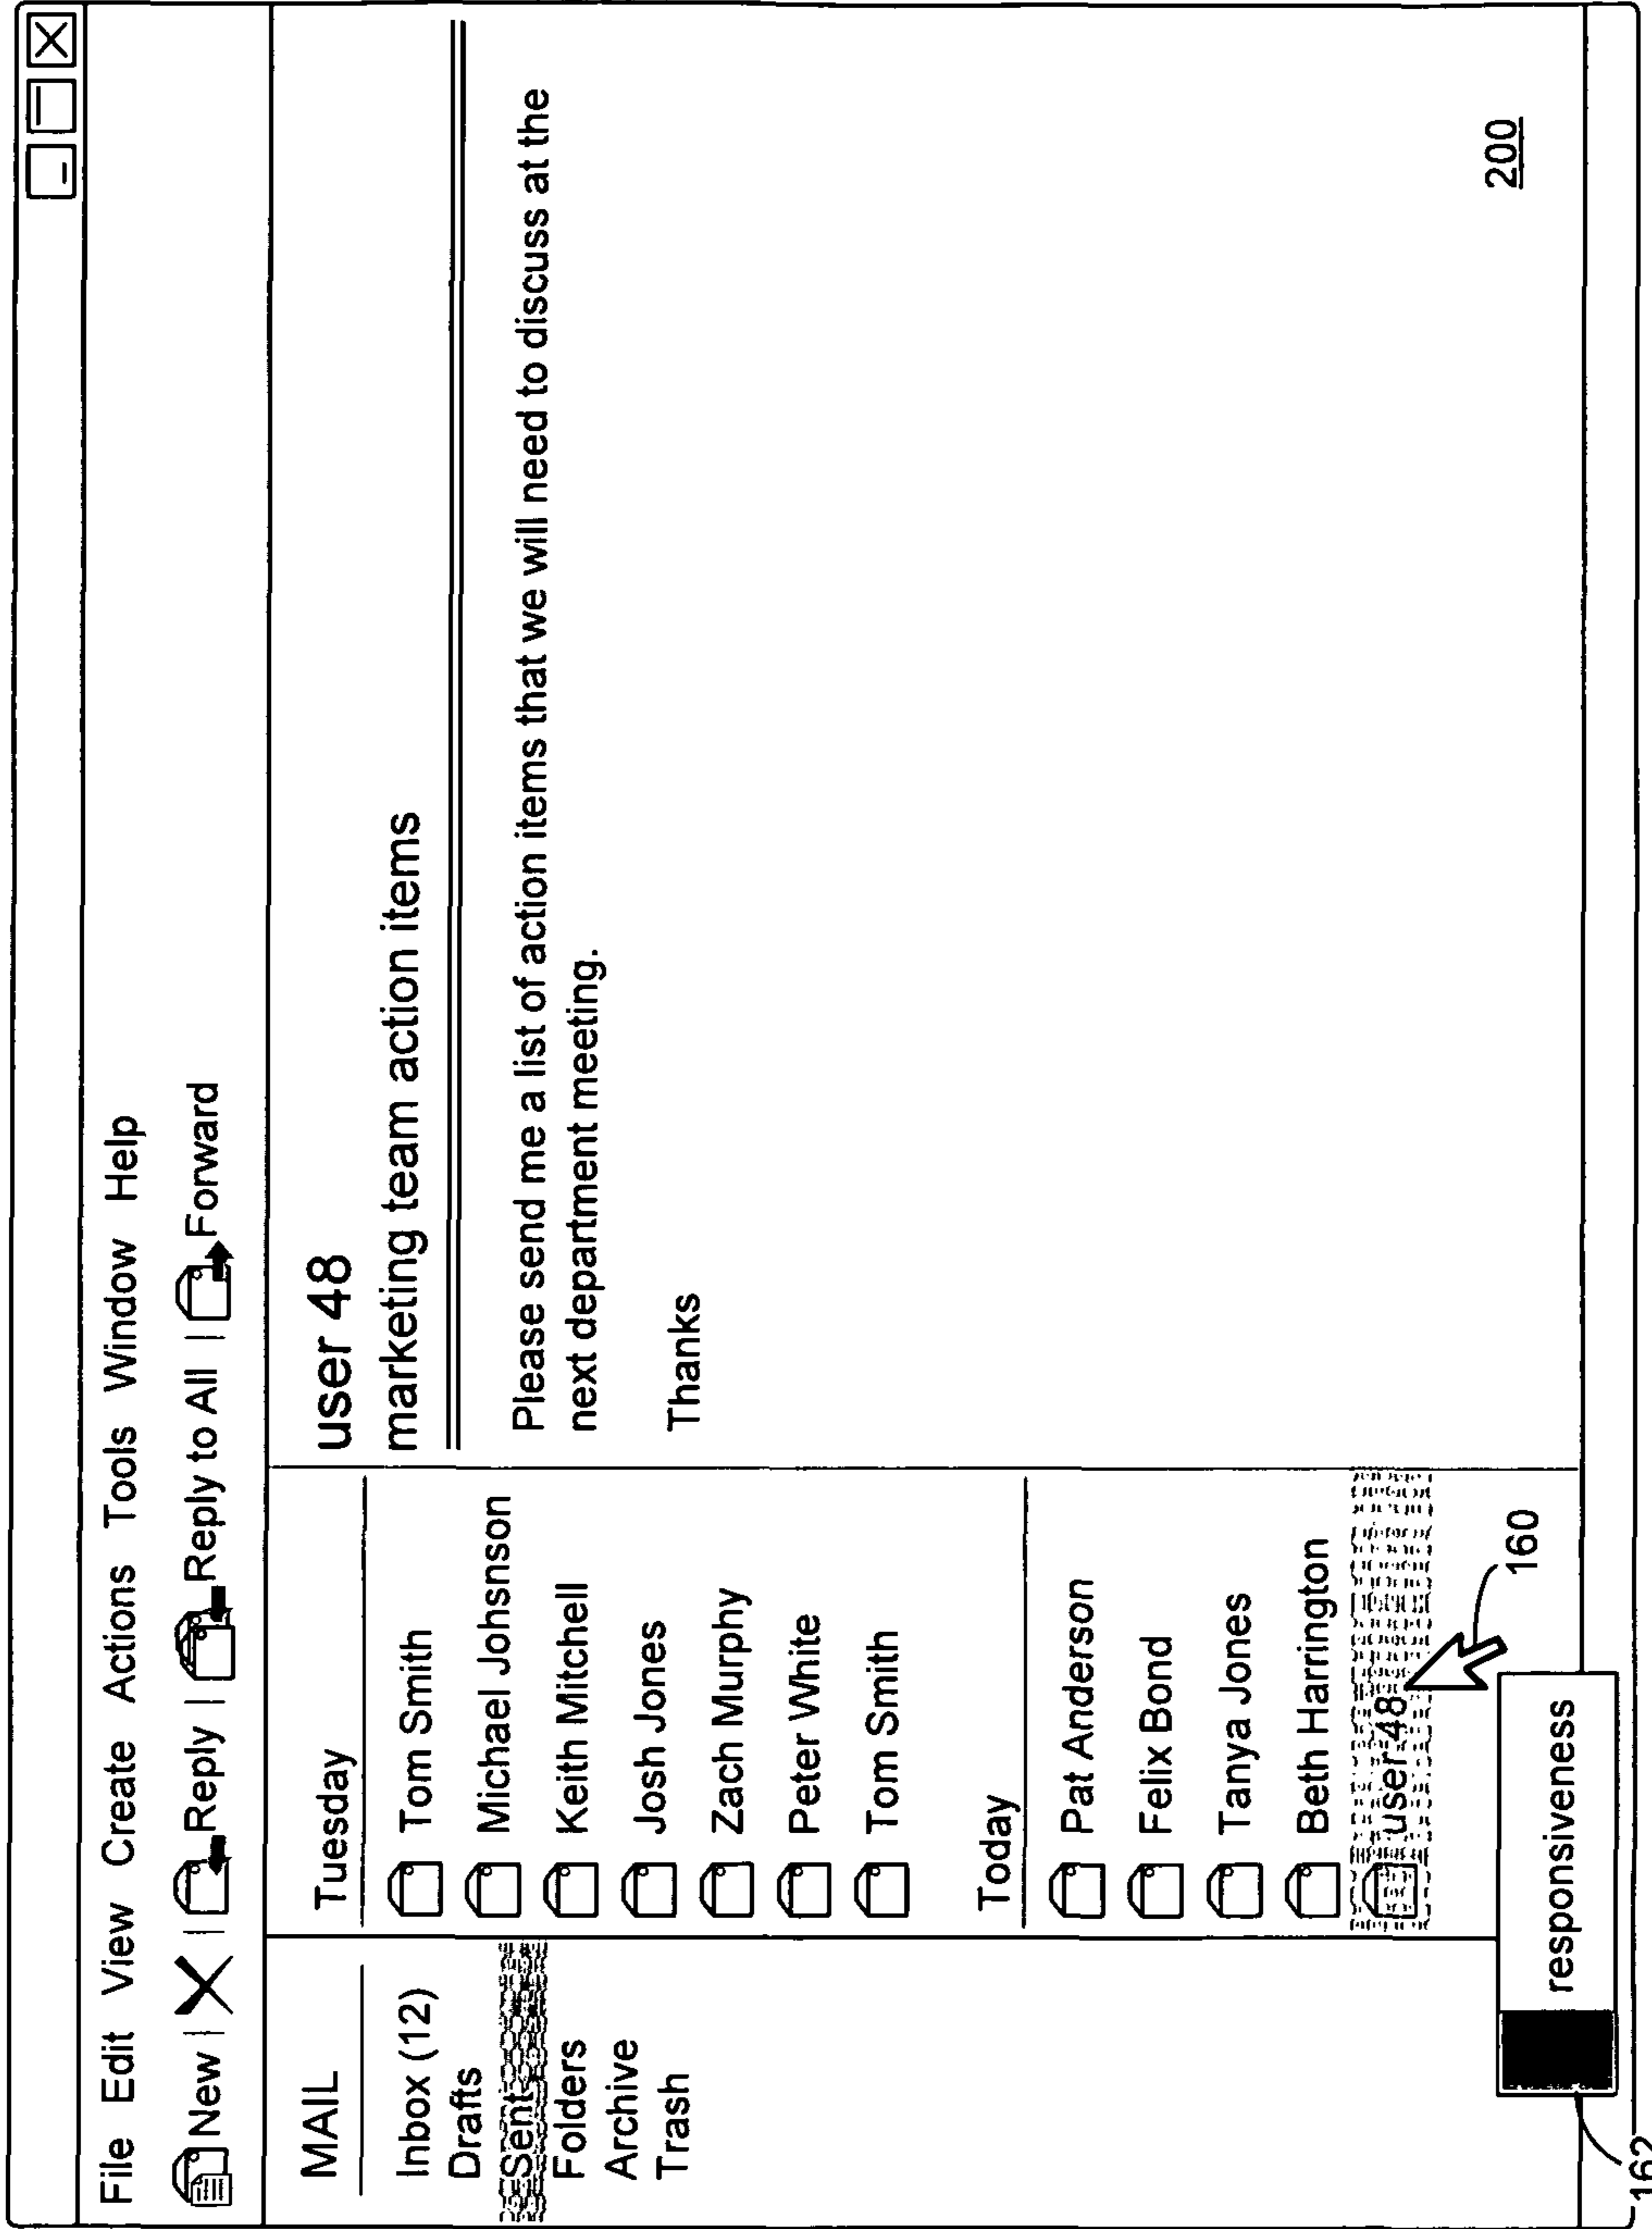 File Edit View Create Actions Tools Window Help
New | | Reply | Reply to All | Forward
MAIL
Inbox (12)
Drafts
Sent
Folders
Archive
Trash
Tuesday
Tom Smith
Michael Johsnson
Keith Mitchell
Josh Jones
Zach Murphy
Peter White
Tom Smith
Today
Pat Anderson
Felix Bond
Tanya Jones
Beth Harrington
user 48
user 48
marketing team action items
Please send me a list of action items that we will need to discuss at the
next department meeting.
Thanks
200
160
responsiveness
162